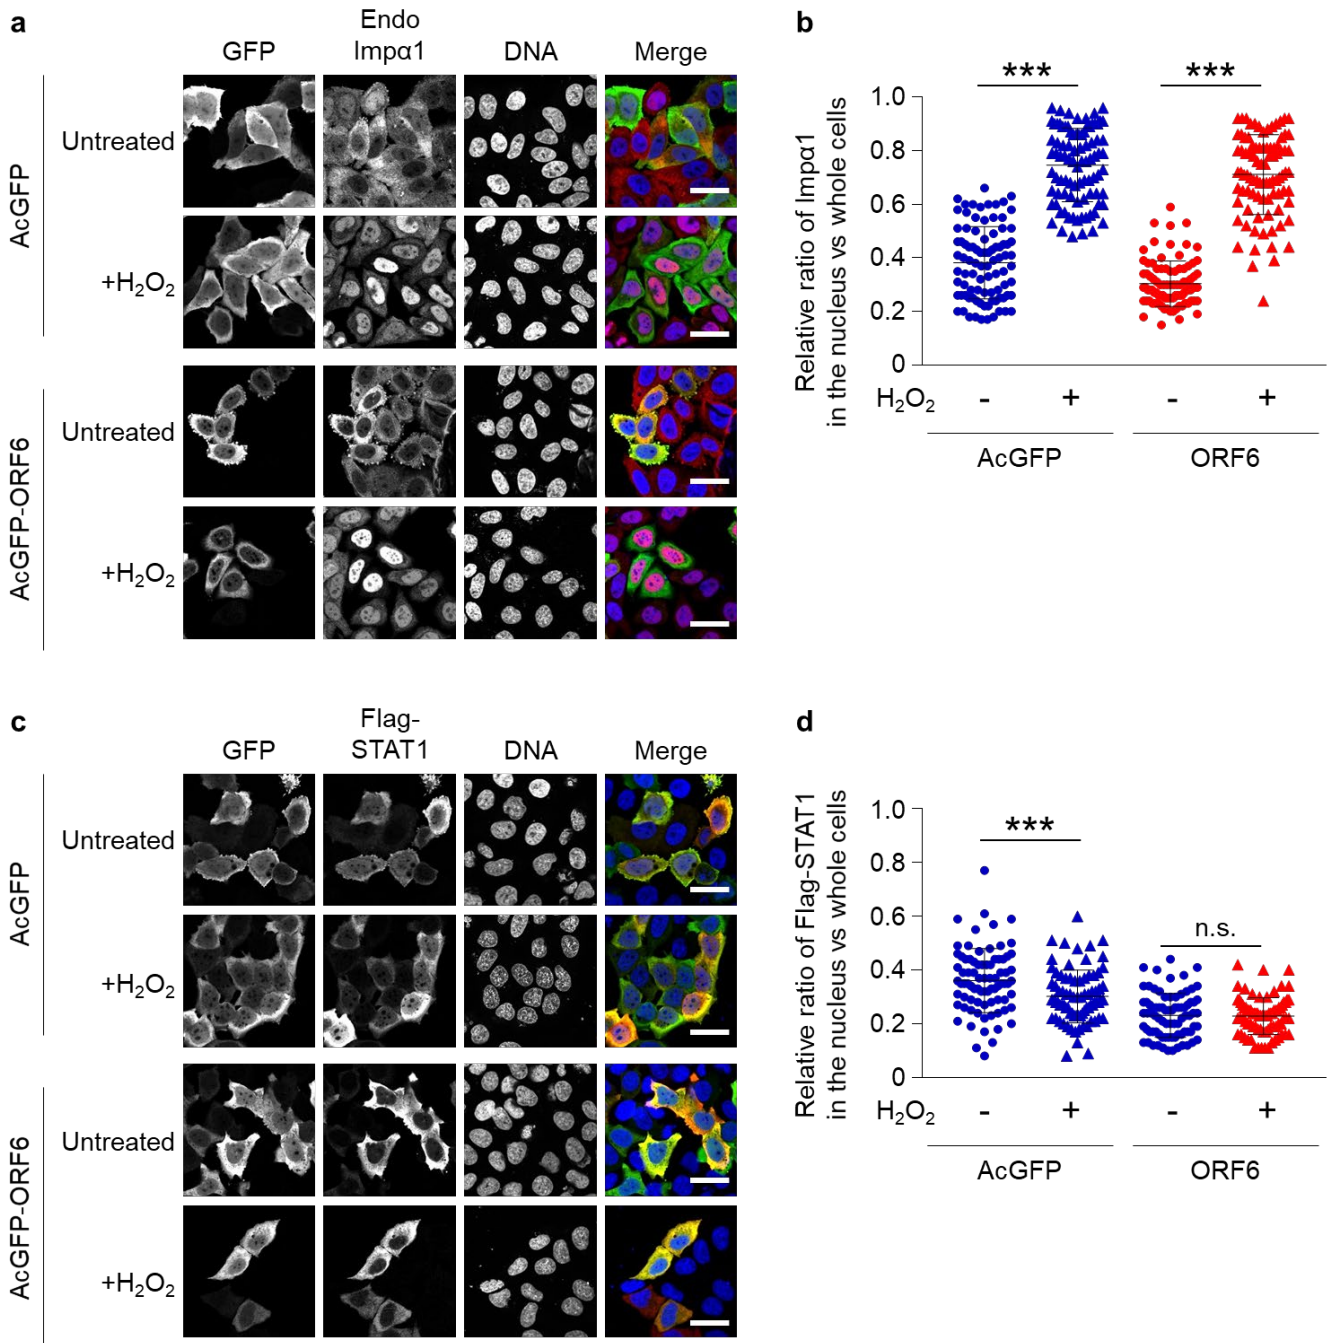 a
GFP
Endo
Impα1
DNA
Merge
AcGFP
Untreated
+H₂O₂
AcGFP-ORF6
Untreated
+H₂O₂
b
Relative ratio of Impα1
in the nucleus vs whole cells
1.0
0.8
0.6
0.4
0.2
0
***
***
H₂O₂ - + - +
AcGFP ORF6
c
GFP
Flag-
STAT1
DNA
Merge
AcGFP
Untreated
+H₂O₂
AcGFP-ORF6
Untreated
+H₂O₂
d
Relative ratio of Flag-STAT1
in the nucleus vs whole cells
1.0
0.8
0.6
0.4
0.2
0
***
n.s.
H₂O₂ - + - +
AcGFP ORF6